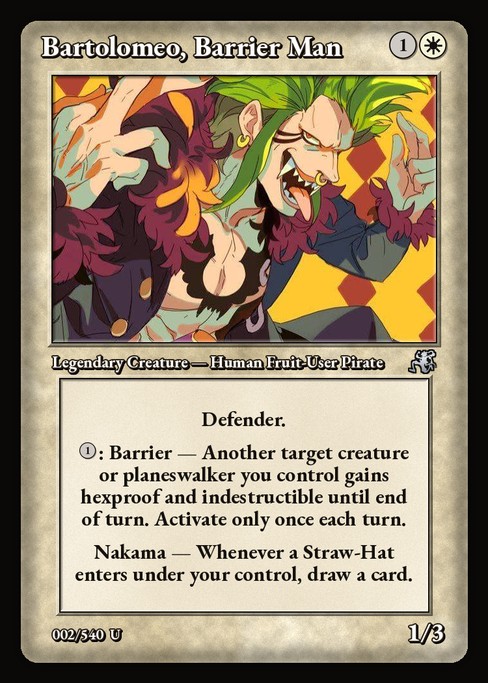 Bartolomeo, Barrier Man 1
Legendary Creature — Human Fruit-User Pirate
Defender.
1: Barrier — Another target creature
or planeswalker you control gains
hexproof and indestructible until end
of turn. Activate only once each turn.
Nakama — Whenever a Straw-Hat
enters under your control, draw a card.
002/540 U 1/3